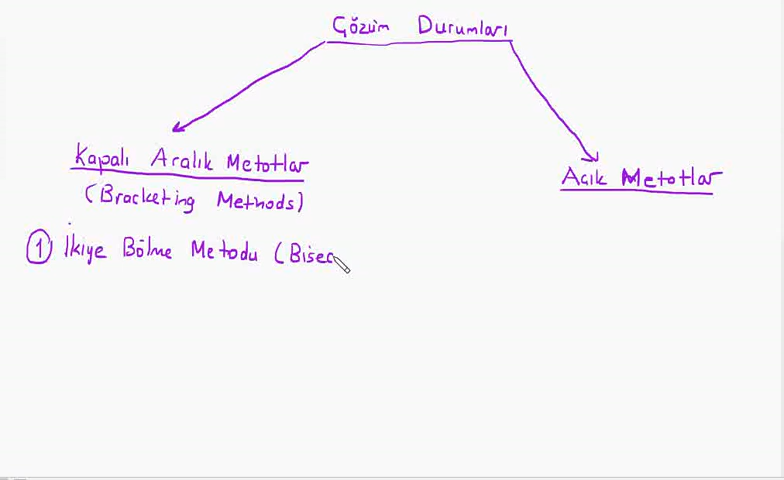 Çözüm Durumları
Kapalı Aralık Metotlar
(Bracketing Methods)
Açık Metotlar
① İkiye Bölme Metodu (Bisec